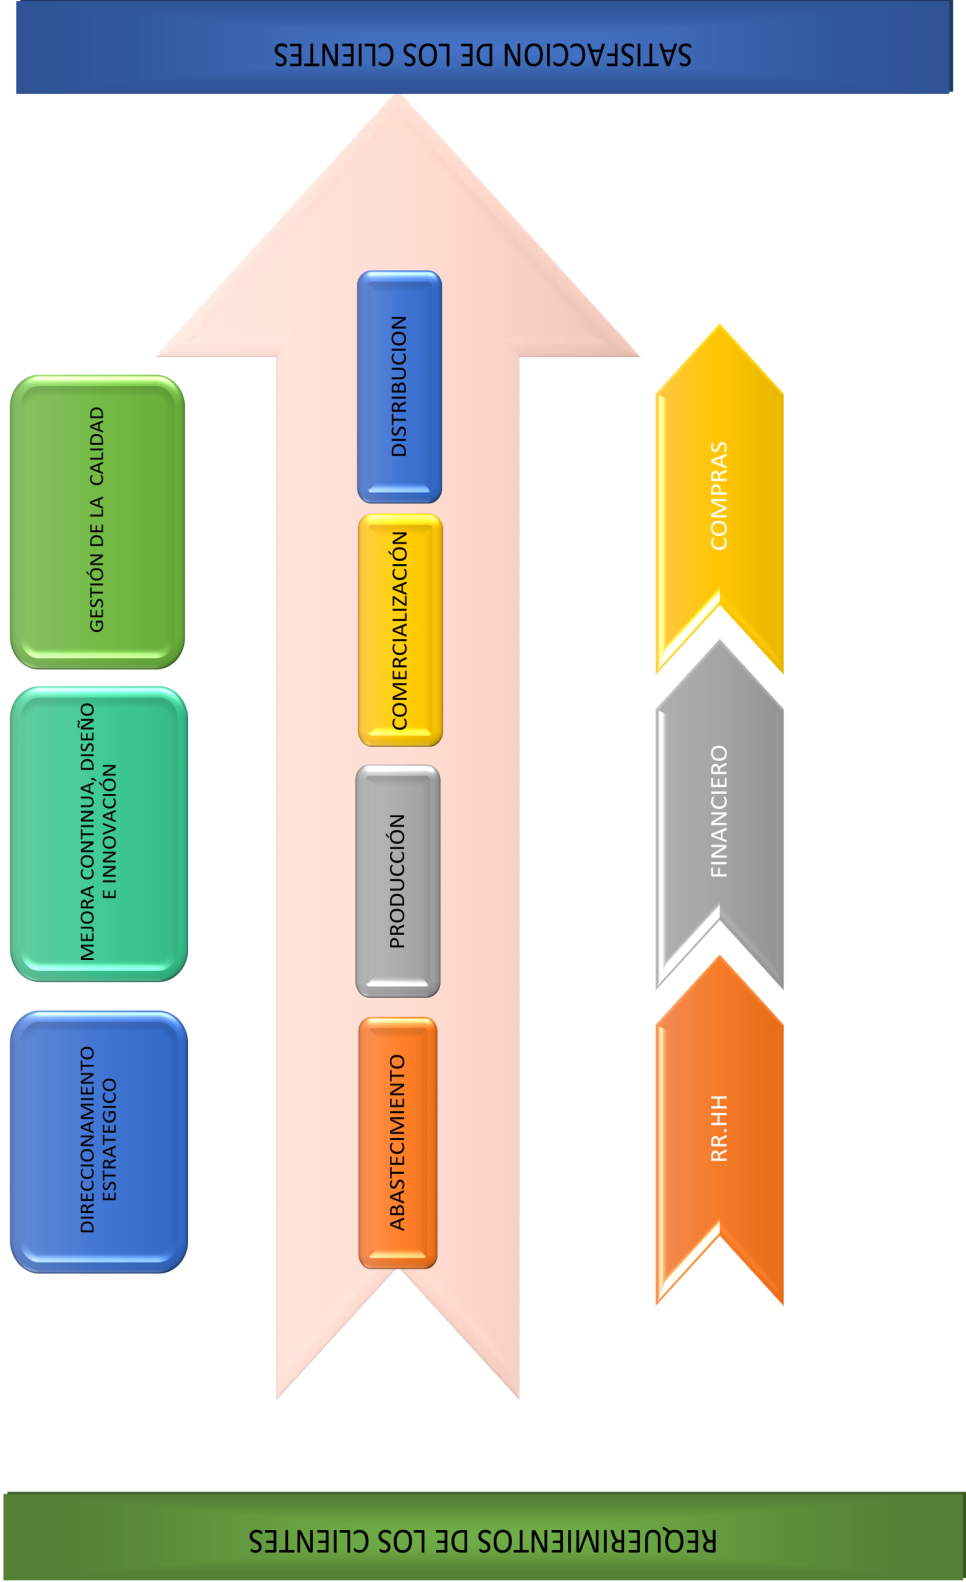 REQUERIMIENTOS DE LOS CLIENTES
DIRECCIONAMIENTO
ESTRATEGICO
MEJORA CONTINUA, DISEÑO
E INNOVACIÓN
GESTIÓN DE LA CALIDAD
ABASTECIMIENTO
PRODUCCIÓN
COMERCIALIZACIÓN
DISTRIBUCION
RR.HH
FINANCIERO
COMPRAS
SATISFACCION DE LOS CLIENTES